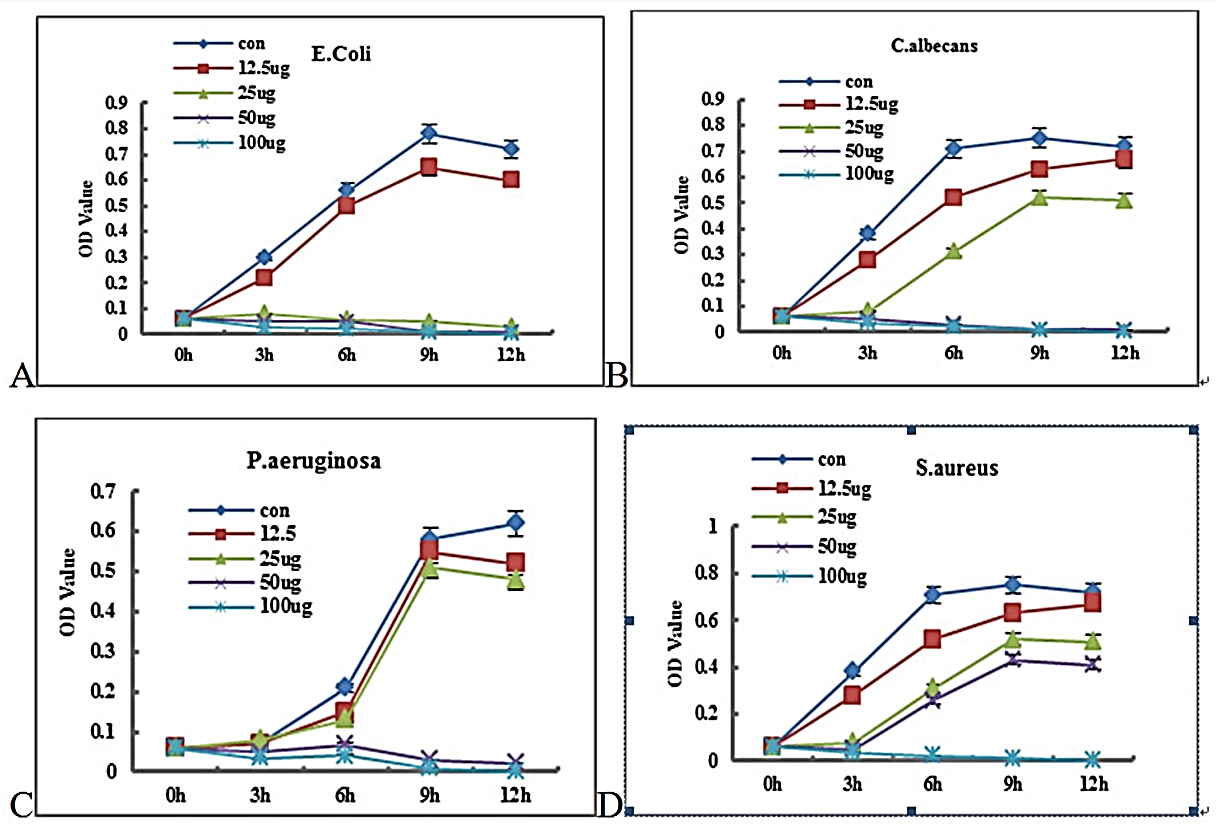 E.Coli
con
12.5ug
25ug
50ug
100ug
OD Value
0.9
0.8
0.7
0.6
0.5
0.4
0.3
0.2
0.1
0
0h 3h 6h 9h 12h
A
C.albecans
con
12.5ug
25ug
50ug
100ug
OD Value
0.9
0.8
0.7
0.6
0.5
0.4
0.3
0.2
0.1
0
0h 3h 6h 9h 12h
B
P.aeruginosa
con
12.5
25ug
50ug
100ug
OD Value
0.7
0.6
0.5
0.4
0.3
0.2
0.1
0
0h 3h 6h 9h 12h
C
S.aureus
con
12.5ug
25ug
50ug
100ug
OD Value
1
0.8
0.6
0.4
0.2
0
0h 3h 6h 9h 12h
D